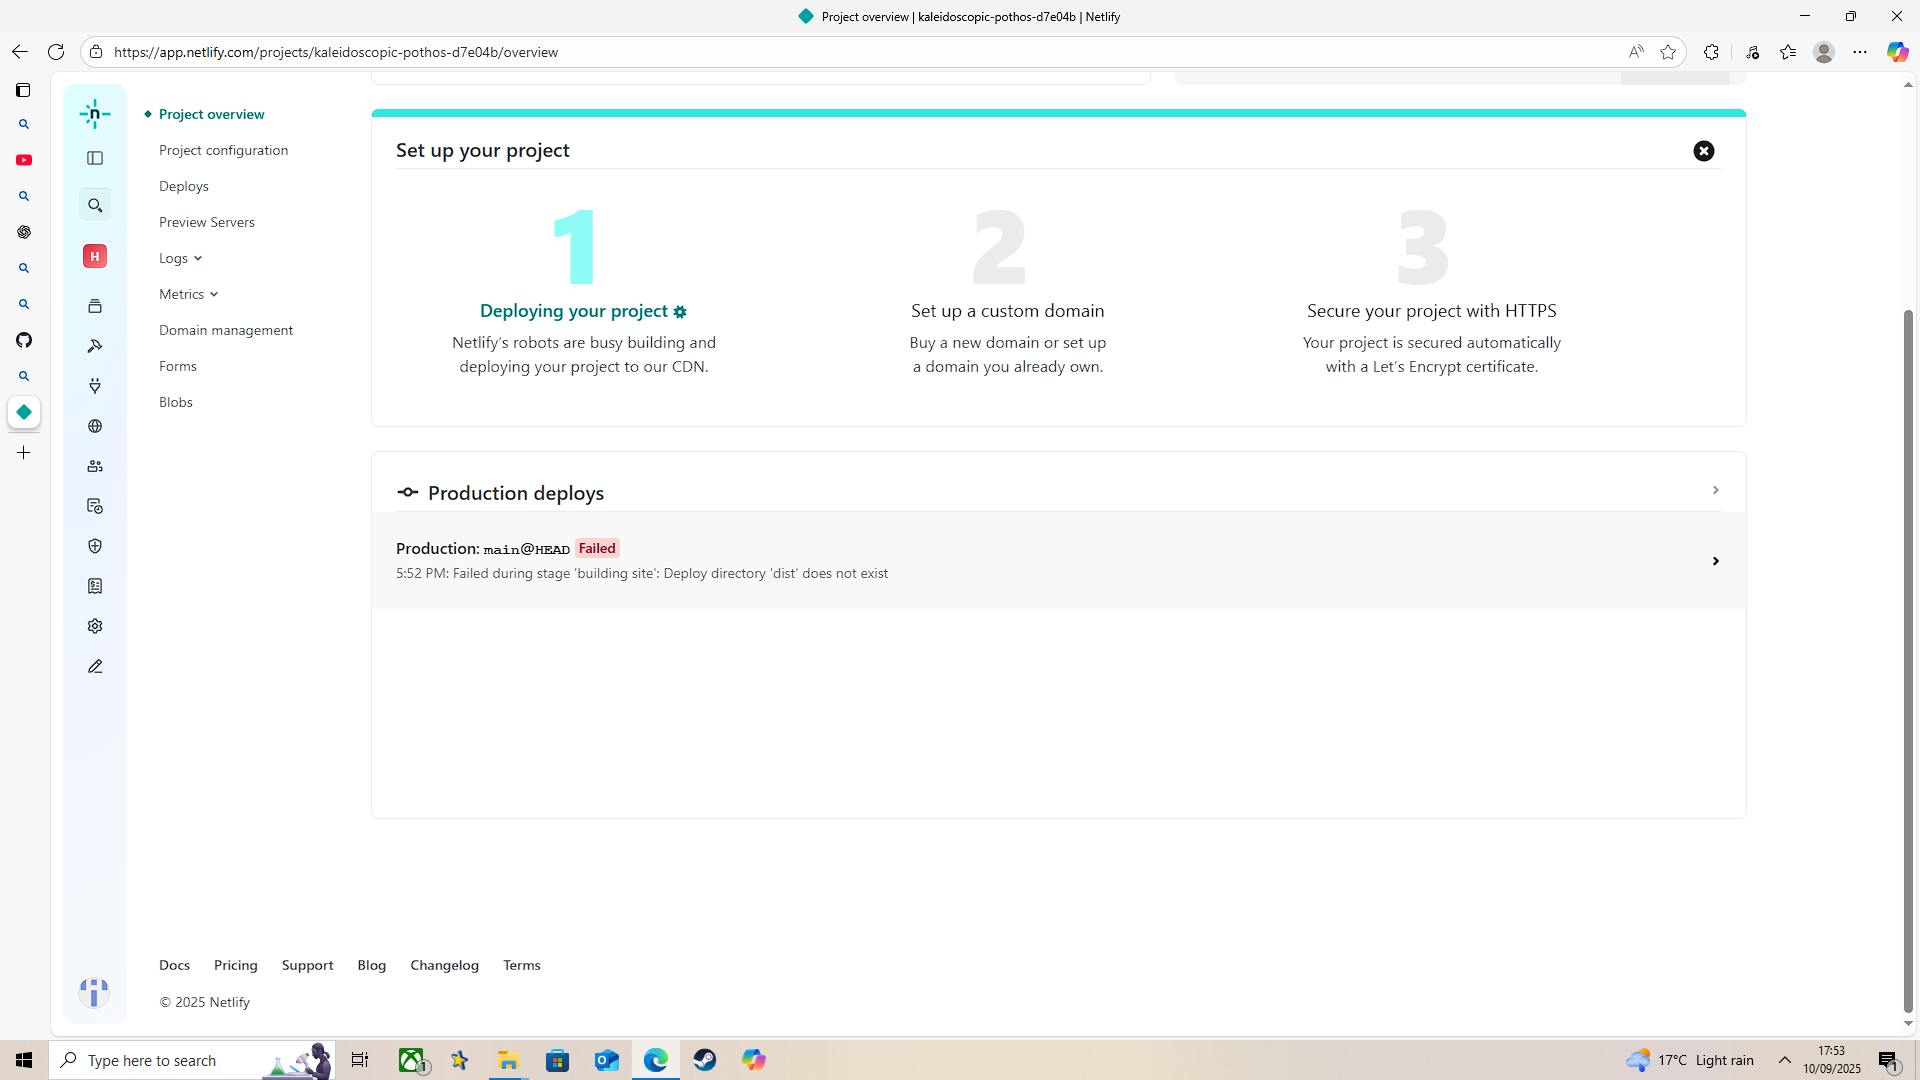 Project overview | kaleidoscopic-pothos-d7e04b | Netlify
https://app.netlify.com/projects/kaleidoscopic-pothos-d7e04b/overview
n
H
Project overview
Project configuration
Deploys
Preview Servers
Logs
Metrics
Domain management
Forms
Blobs
Set up your project
1
Deploying your project
Netlify’s robots are busy building and
deploying your project to our CDN.
2
Set up a custom domain
Buy a new domain or set up
a domain you already own.
3
Secure your project with HTTPS
Your project is secured automatically
with a Let’s Encrypt certificate.
Production deploys
Production: main@HEAD Failed
5:52 PM: Failed during stage 'building site': Deploy directory 'dist' does not exist
Docs Pricing Support Blog Changelog Terms
© 2025 Netlify
Type here to search
1
17°C Light rain
17:53
10/09/2025
1